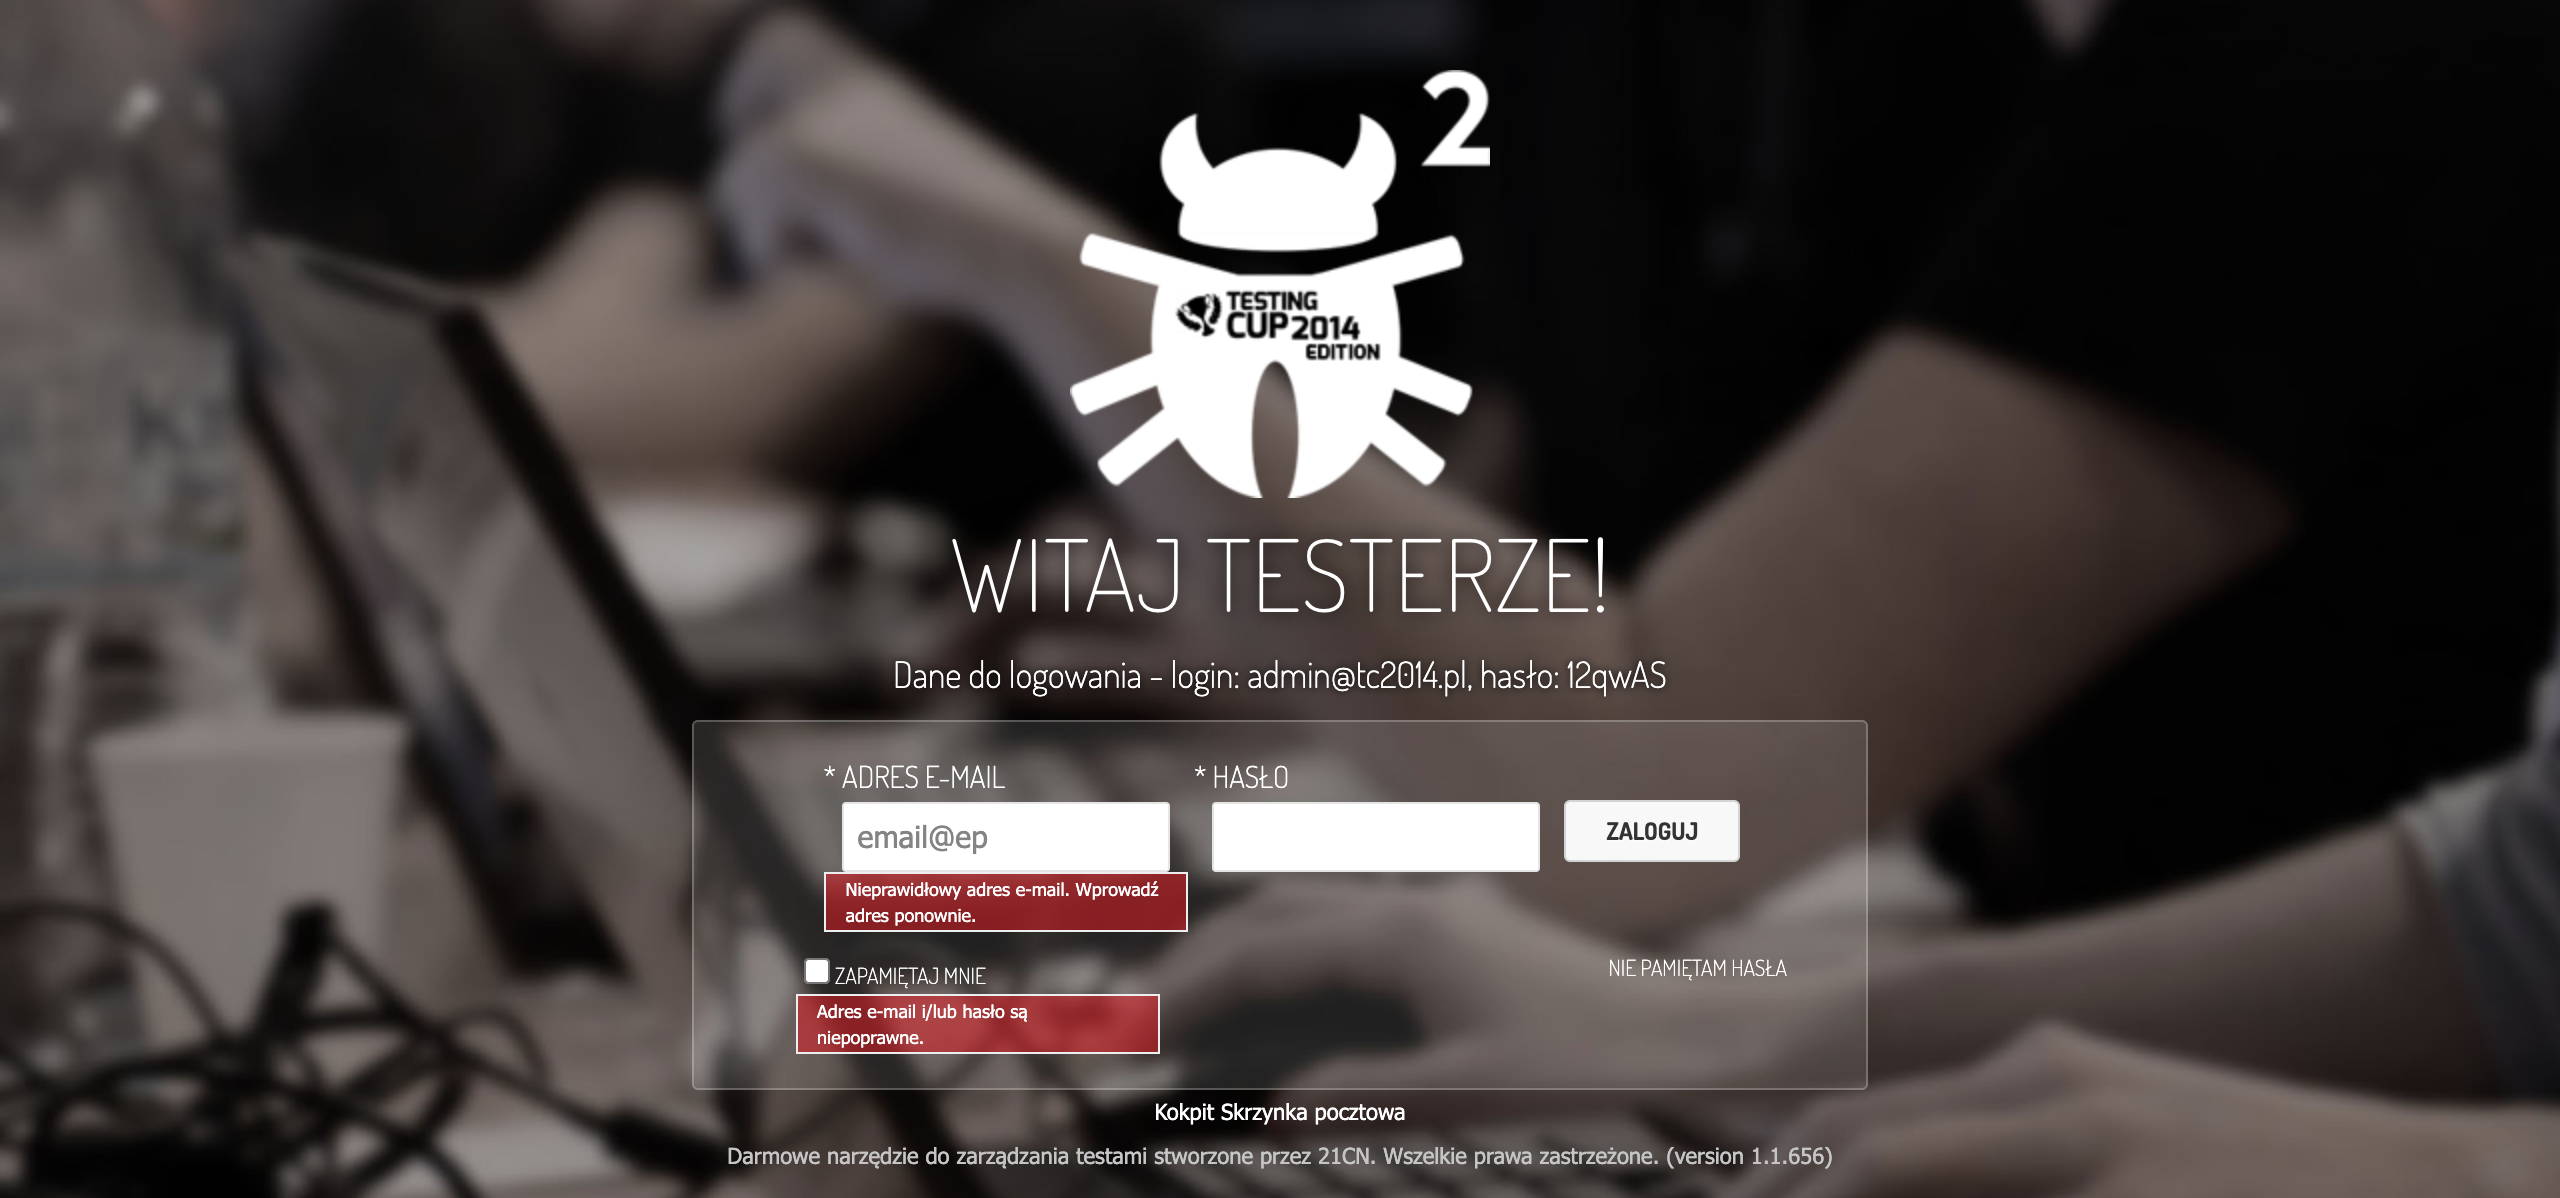 2
TESTING
CUP 2014
EDITION
WITAJ TESTERZE!
Dane do logowania - login: admin@tc2014.pl, hasło: 12qwAS
* ADRES E-MAIL
* HASŁO
email@ep
ZALOGUJ
Nieprawidłowy adres e-mail. Wprowadź
adres ponownie.
ZAPAMIĘTAJ MNIE
NIE PAMIĘTAM HASŁA
Adres e-mail i/lub hasło są
niepoprawne.
Kokpit Skrzynka pocztowa
Darmowe narzędzie do zarządzania testami stworzone przez 21CN. Wszelkie prawa zastrzeżone. (version 1.1.656)